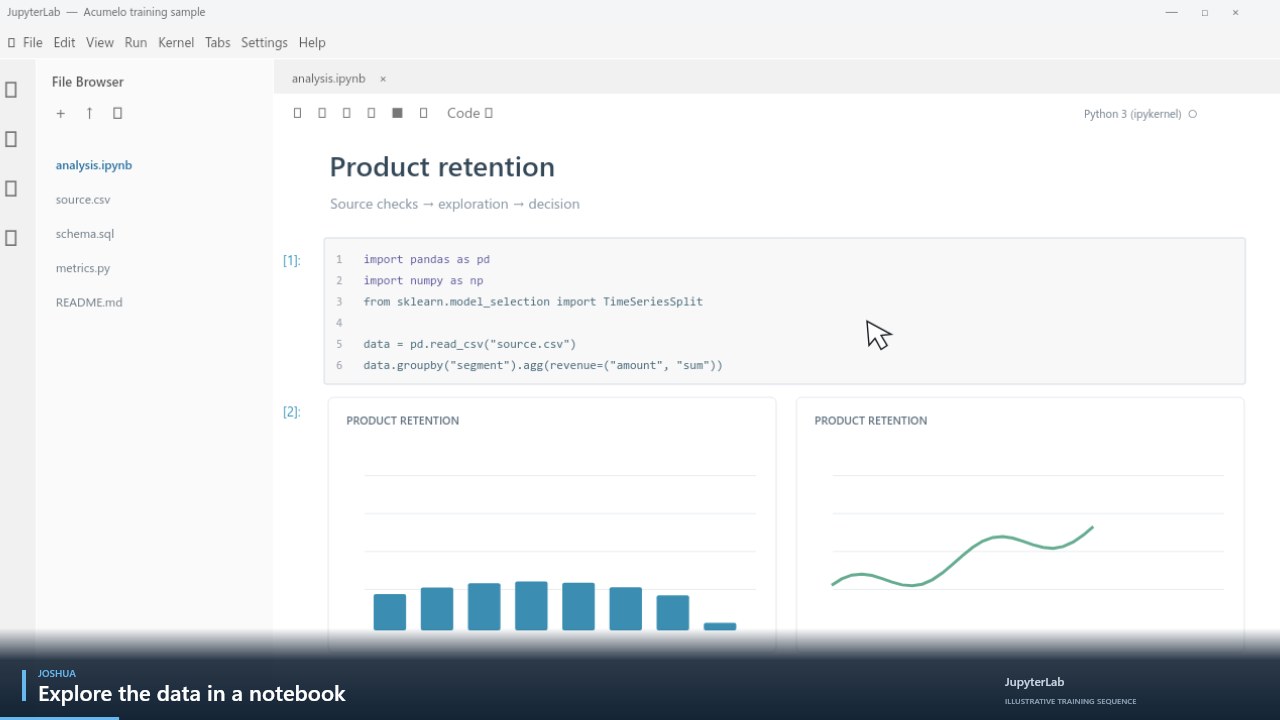 JupyterLab — Acumelo training sample
File Edit View Run Kernel Tabs Settings Help
File Browser
analysis.ipynb ×
Code
Python 3 (ipykernel)
analysis.ipynb
source.csv
schema.sql
metrics.py
README.md
Product retention
Source checks → exploration → decision
[1]:
1 import pandas as pd
2 import numpy as np
3 from sklearn.model_selection import TimeSeriesSplit
4
5 data = pd.read_csv("source.csv")
6 data.groupby("segment").agg(revenue=("amount", "sum"))
[2]:
PRODUCT RETENTION
PRODUCT RETENTION
JOSHUA
Explore the data in a notebook
JupyterLab
ILLUSTRATIVE TRAINING SEQUENCE